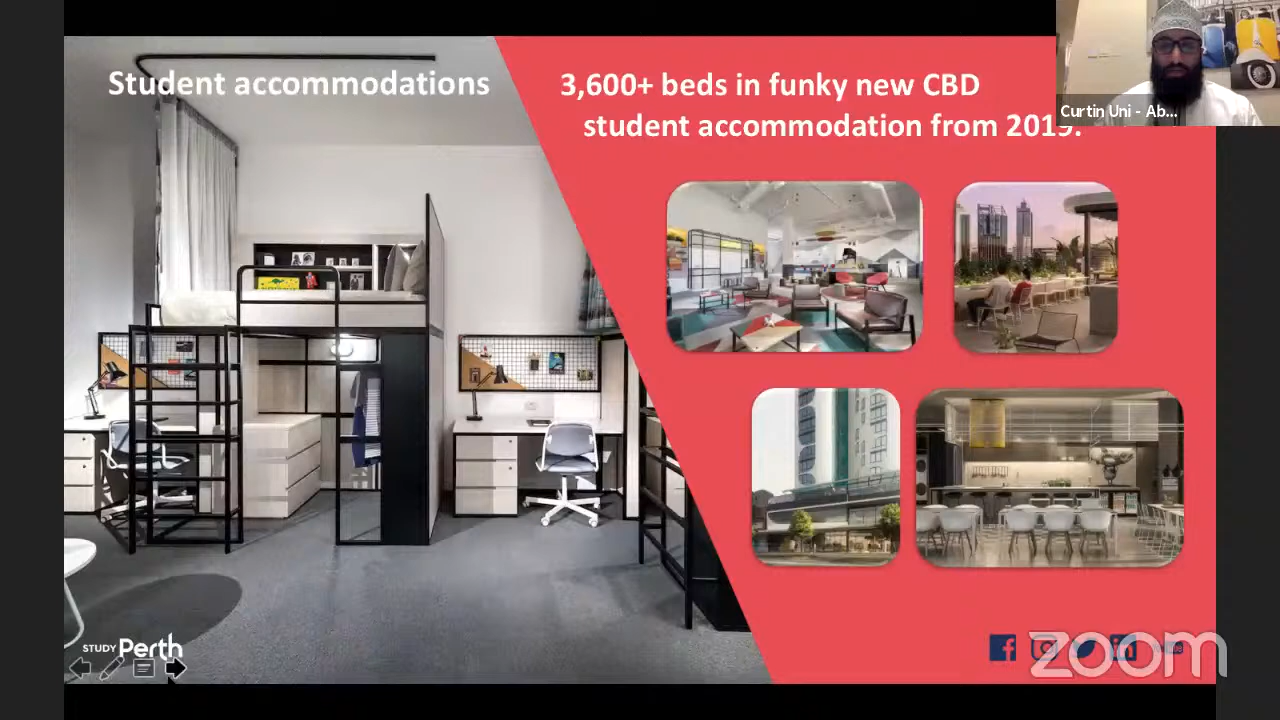 Student accommodations
3,600+ beds in funky new CBD
student accommodation from 2019.
Curtin Uni - Ab...
STUDY Perth
zoom